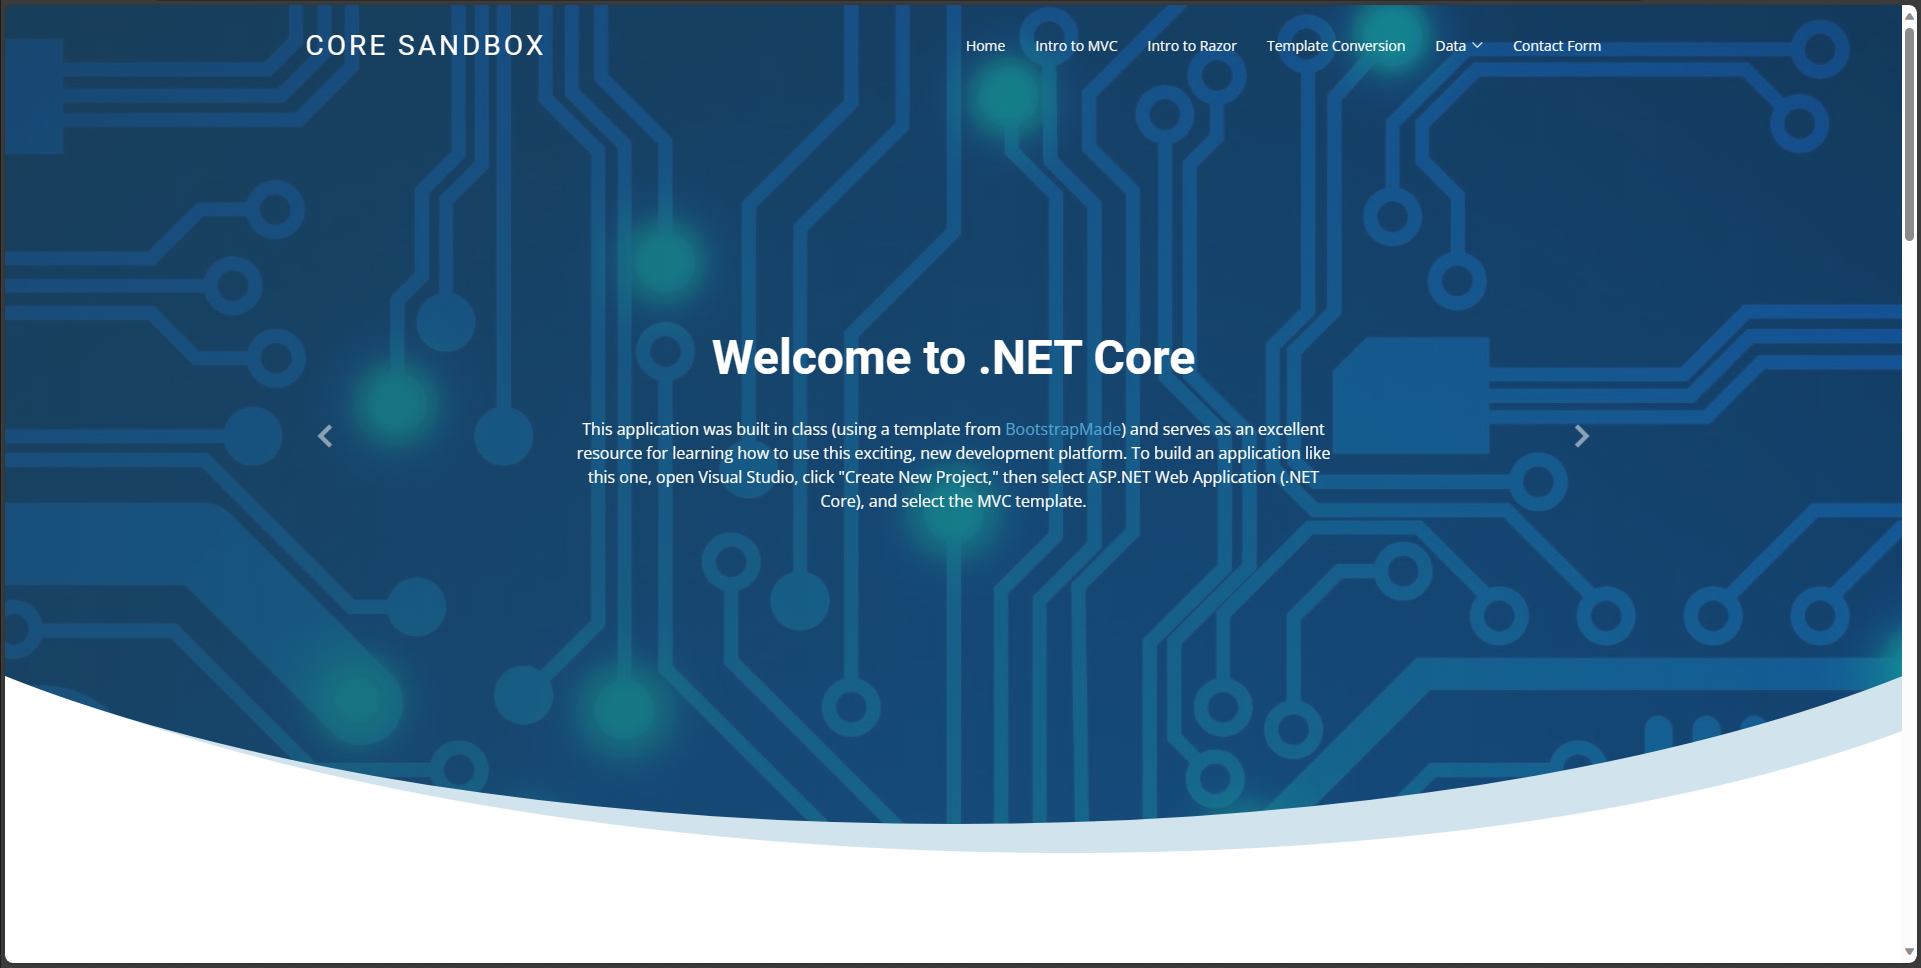 CORE SANDBOX
Home Intro to MVC Intro to Razor Template Conversion Data Contact Form
Welcome to .NET Core
This application was built in class (using a template from BootstrapMade) and serves as an excellent
resource for learning how to use this exciting, new development platform. To build an application like
this one, open Visual Studio, click "Create New Project," then select ASP.NET Web Application (.NET
Core), and select the MVC template.